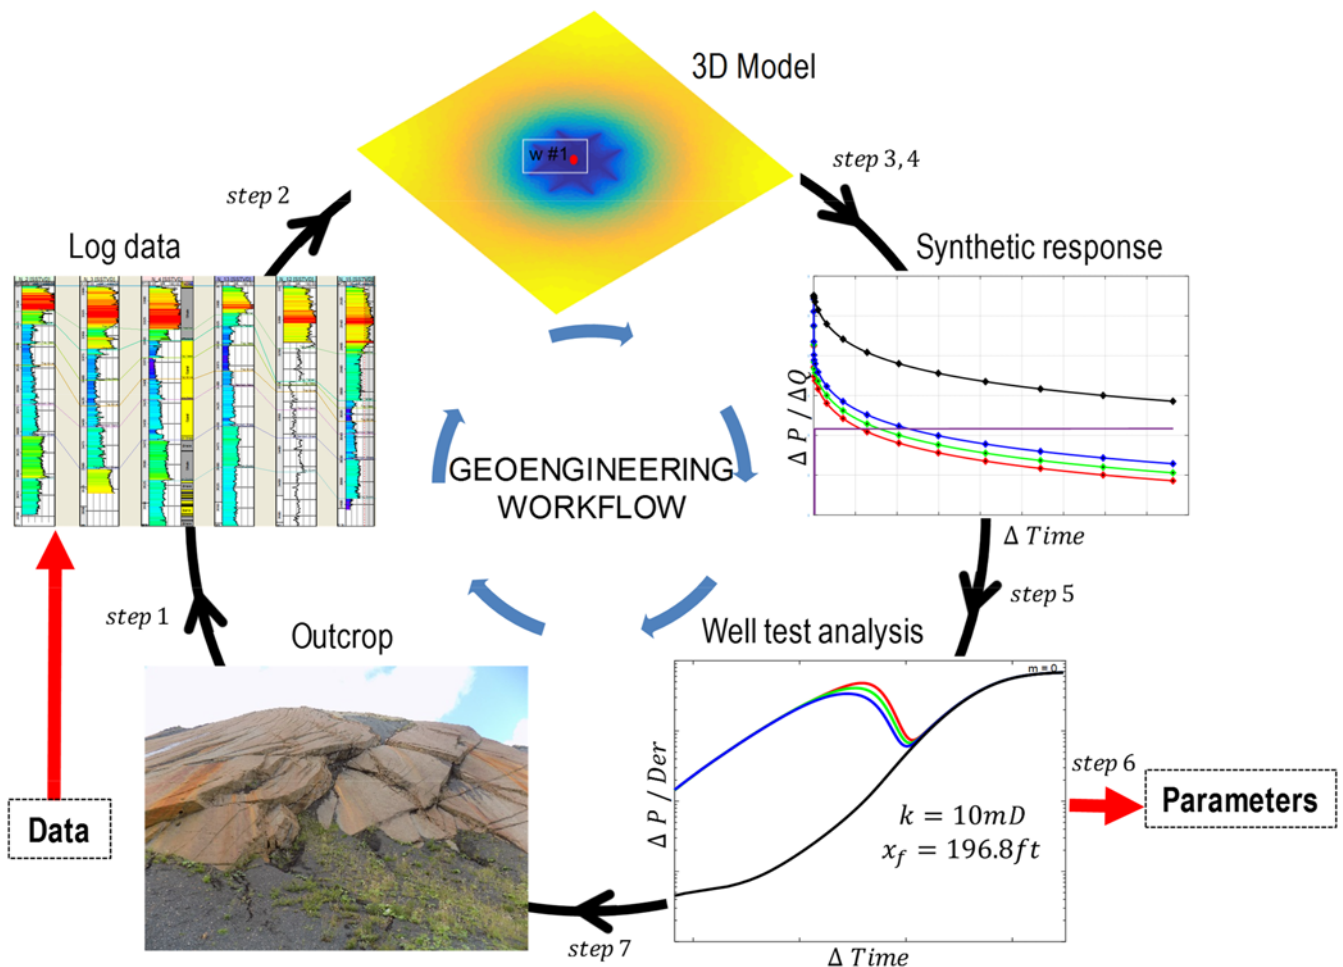 3D Model
w #1
step 3, 4
step 2
Log data
Synthetic response
Δ P / ΔQ
GEOENGINEERING
WORKFLOW
Δ Time
step 5
step 1
Outcrop
Well test analysis
m = 0
Δ P / Der
step 6
k = 10mD
x_f = 196.8ft
Parameters
Data
step 7
Δ Time